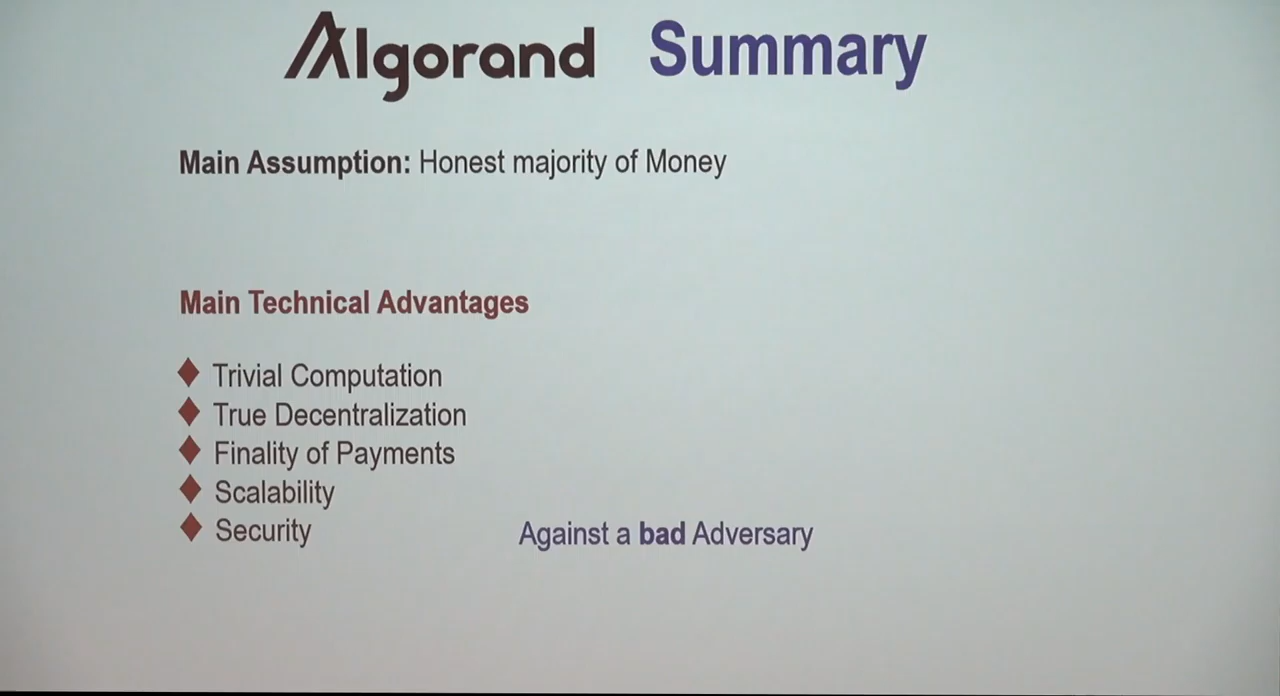 Algorand Summary
Main Assumption: Honest majority of Money
Main Technical Advantages
Trivial Computation
True Decentralization
Finality of Payments
Scalability
Security Against a bad Adversary